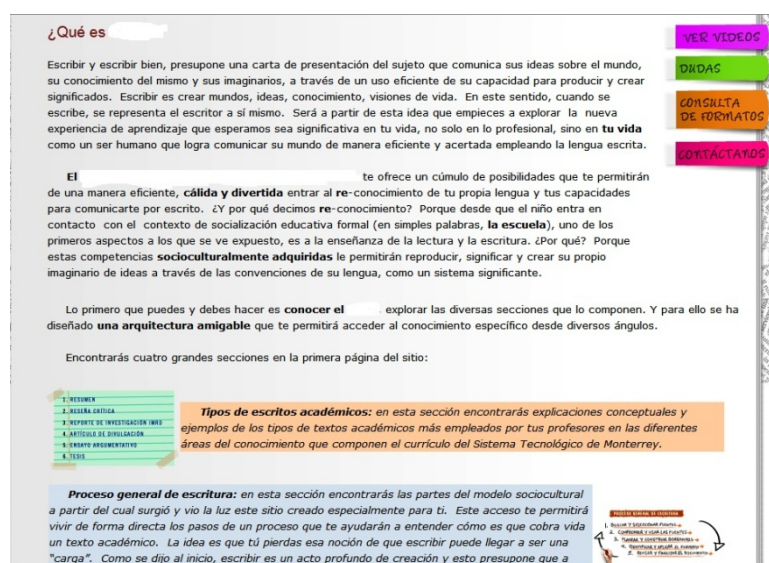 ¿Qué es
VER VIDEOS
DUDAS
CONSULTA
DE FORMATOS
CONTÁCTANOS
Escribir y escribir bien, presupone una carta de presentación del sujeto que comunica sus ideas sobre el mundo,
su conocimiento del mismo y sus imaginarios, a través de un uso eficiente de su capacidad para producir y crear
significados. Escribir es crear mundos, ideas, conocimiento, visiones de vida. En este sentido, cuando se
escribe, se representa el escritor a sí mismo. Será a partir de esta idea que empieces a explorar la nueva
experiencia de aprendizaje que esperamos sea significativa en tu vida, no solo en lo profesional, sino en tu vida
como un ser humano que logra comunicar su mundo de manera eficiente y acertada empleando la lengua escrita.
El te ofrece un cúmulo de posibilidades que te permitirán
de una manera eficiente, cálida y divertida entrar al re-conocimiento de tu propia lengua y tus capacidades
para comunicarte por escrito. ¿Y por qué decimos re-conocimiento? Porque desde que el niño entra en
contacto con el contexto de socialización educativa formal (en simples palabras, la escuela), uno de los
primeros aspectos a los que se ve expuesto, es a la enseñanza de la lectura y la escritura. ¿Por qué? Porque
estas competencias socioculturalmente adquiridas le permitirán reproducir, significar y crear su propio
imaginario de ideas a través de las convenciones de su lengua, como un sistema significante.
Lo primero que puedes y debes hacer es conocer el , explorar las diversas secciones que lo componen. Y para ello se ha
diseñado una arquitectura amigable que te permitirá acceder al conocimiento específico desde diversos ángulos.
Encontrarás cuatro grandes secciones en la primera página del sitio:
1. RESUMEN
2. RESEÑA CRÍTICA
3. REPORTE DE INVESTIGACIÓN IMRD
4. ARTÍCULO DE DIVULGACIÓN
5. ENSAYO ARGUMENTATIVO
6. TESIS
Tipos de escritos académicos: en esta sección encontrarás explicaciones conceptuales y
ejemplos de los tipos de textos académicos más empleados por tus profesores en las diferentes
áreas del conocimiento que componen el currículo del Sistema Tecnológico de Monterrey.
Proceso general de escritura: en esta sección encontrarás las partes del modelo sociocultural
a partir del cual surgió y vio la luz este sitio creado especialmente para ti. Este acceso te permitirá
vivir de forma directa los pasos de un proceso que te ayudarán a entender cómo es que cobra vida
un texto académico. La idea es que tú pierdas esa noción de que escribir puede llegar a ser una
"carga". Como se dijo al inicio, escribir es un acto profundo de creación y esto presupone que a
PROCESO GENERAL DE ESCRITURA
1. BUSCAR Y SELECCIONAR FUENTES
2. COMPRENDER Y USAR LAS FUENTES
3. PLANEAR Y CONSTRUIR BORRADORES